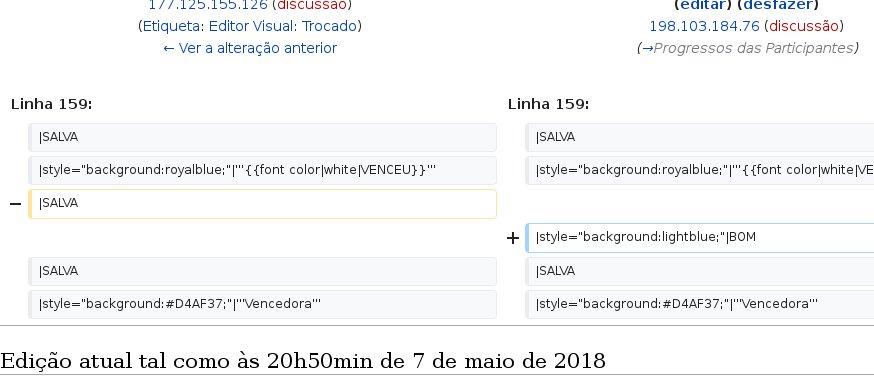 177.125.155.126 (discussão)
(Etiqueta: Editor Visual: Trocado)
← Ver a alteração anterior
(editar) (desfazer)
198.103.184.76 (discussão)
(→Progressos das Participantes)
Linha 159:
Linha 159:
|SALVA
|SALVA
|style="background:royalblue;"|'''{{font color|white|VENCEU}}'''
|style="background:royalblue;"|'''{{font color|white|VE
− |SALVA
+ |style="background:lightblue;"|BOM
|SALVA
|SALVA
|style="background:#D4AF37;"|'''Vencedora'''
|style="background:#D4AF37;"|'''Vencedora'''
Edição atual tal como às 20h50min de 7 de maio de 2018